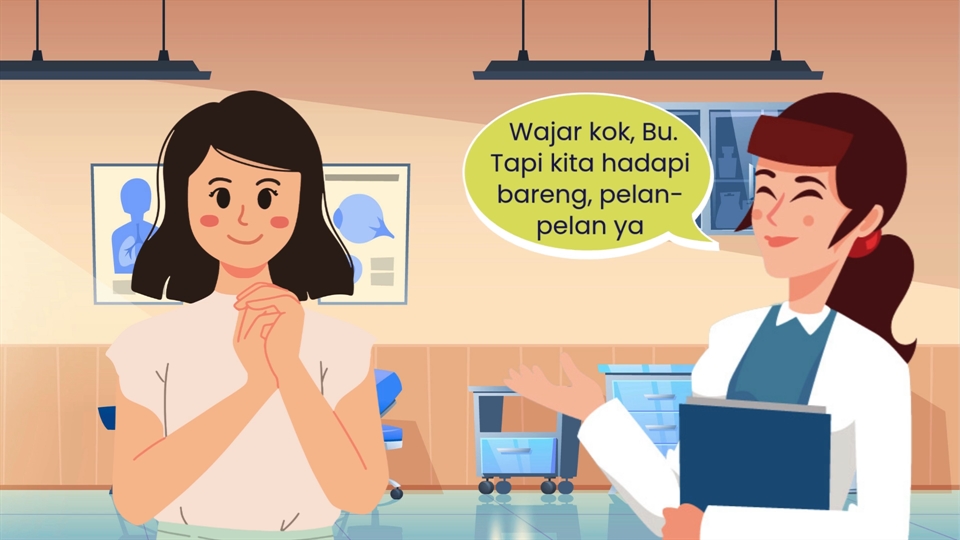 Wajar kok, Bu.
Tapi kita hadapi
bareng, pelan-
pelan ya